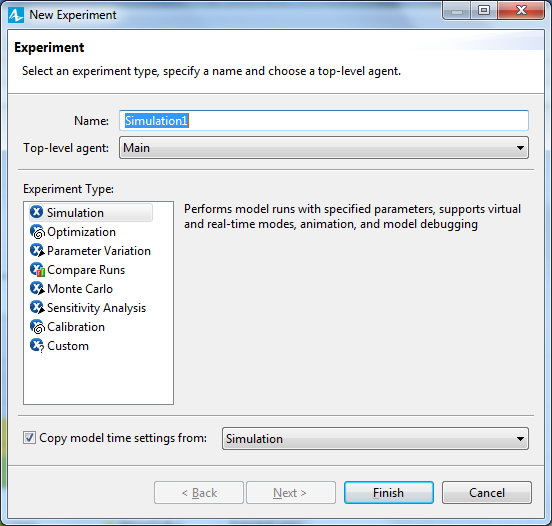 New Experiment
Experiment
Select an experiment type, specify a name and choose a top-level agent.
Name:
Simulation1
Top-level agent:
Main
Experiment Type:
Simulation
Optimization
Parameter Variation
Compare Runs
Monte Carlo
Sensitivity Analysis
Calibration
Custom
Performs model runs with specified parameters, supports virtual
and real-time modes, animation, and model debugging
Copy model time settings from:
Simulation
< Back
Next >
Finish
Cancel